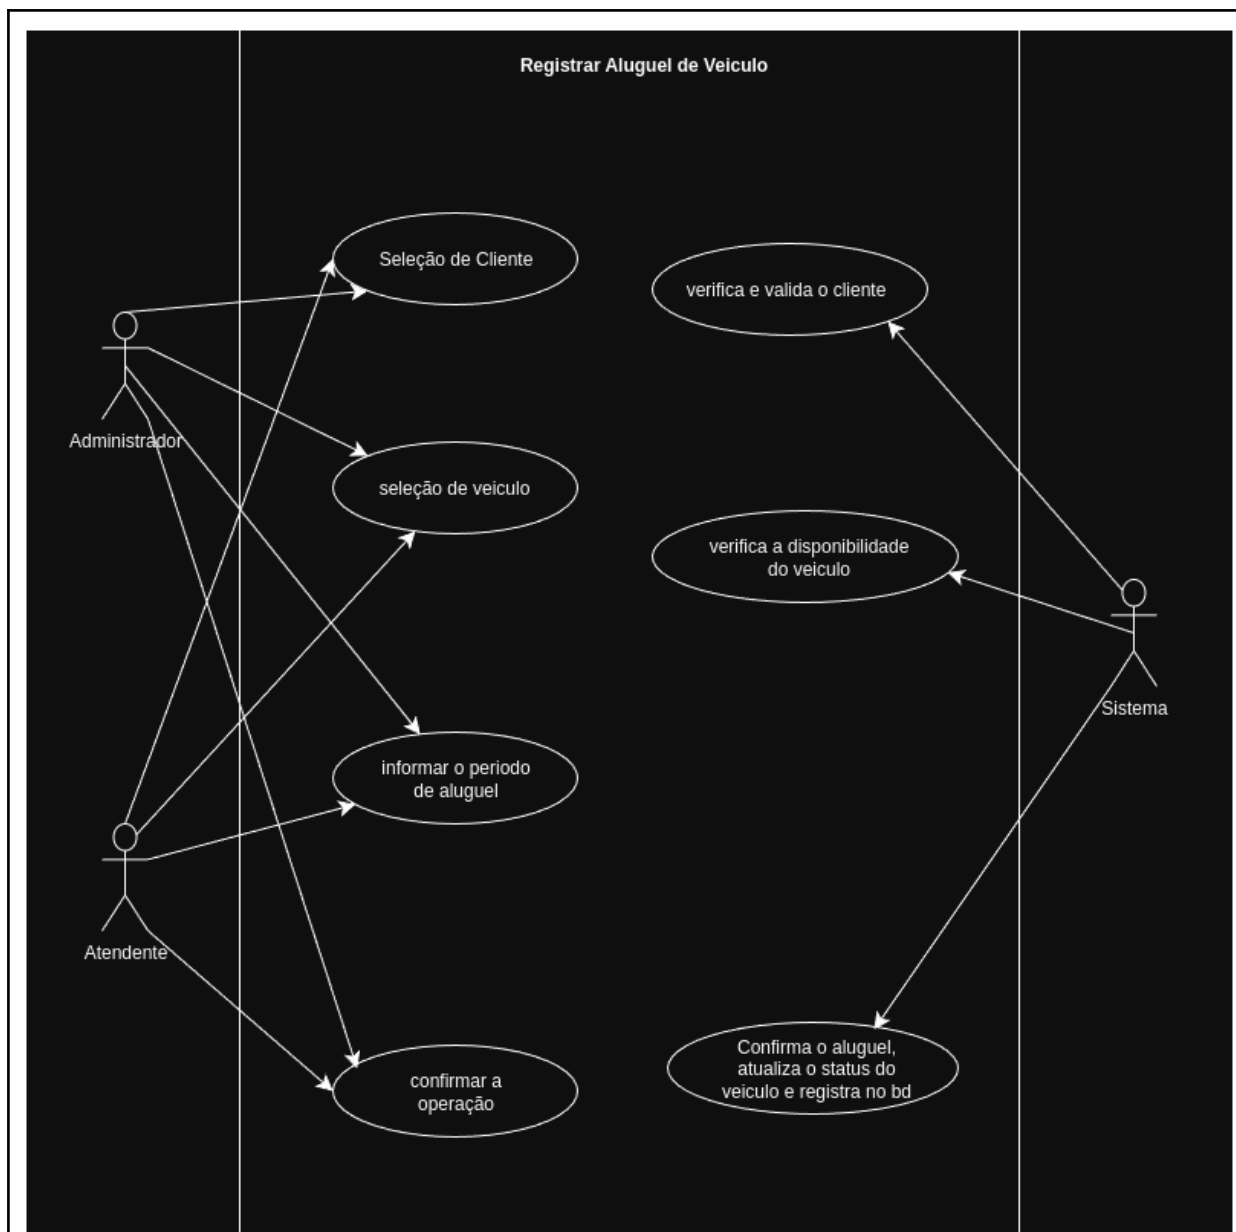 Registrar Aluguel de Veiculo
Seleção de Cliente
verifica e valida o cliente
Administrador
seleção de veiculo
verifica a disponibilidade
do veiculo
Sistema
informar o periodo
de aluguel
Atendente
Confirma o aluguel,
atualiza o status do
veiculo e registra no bd
confirmar a
operação